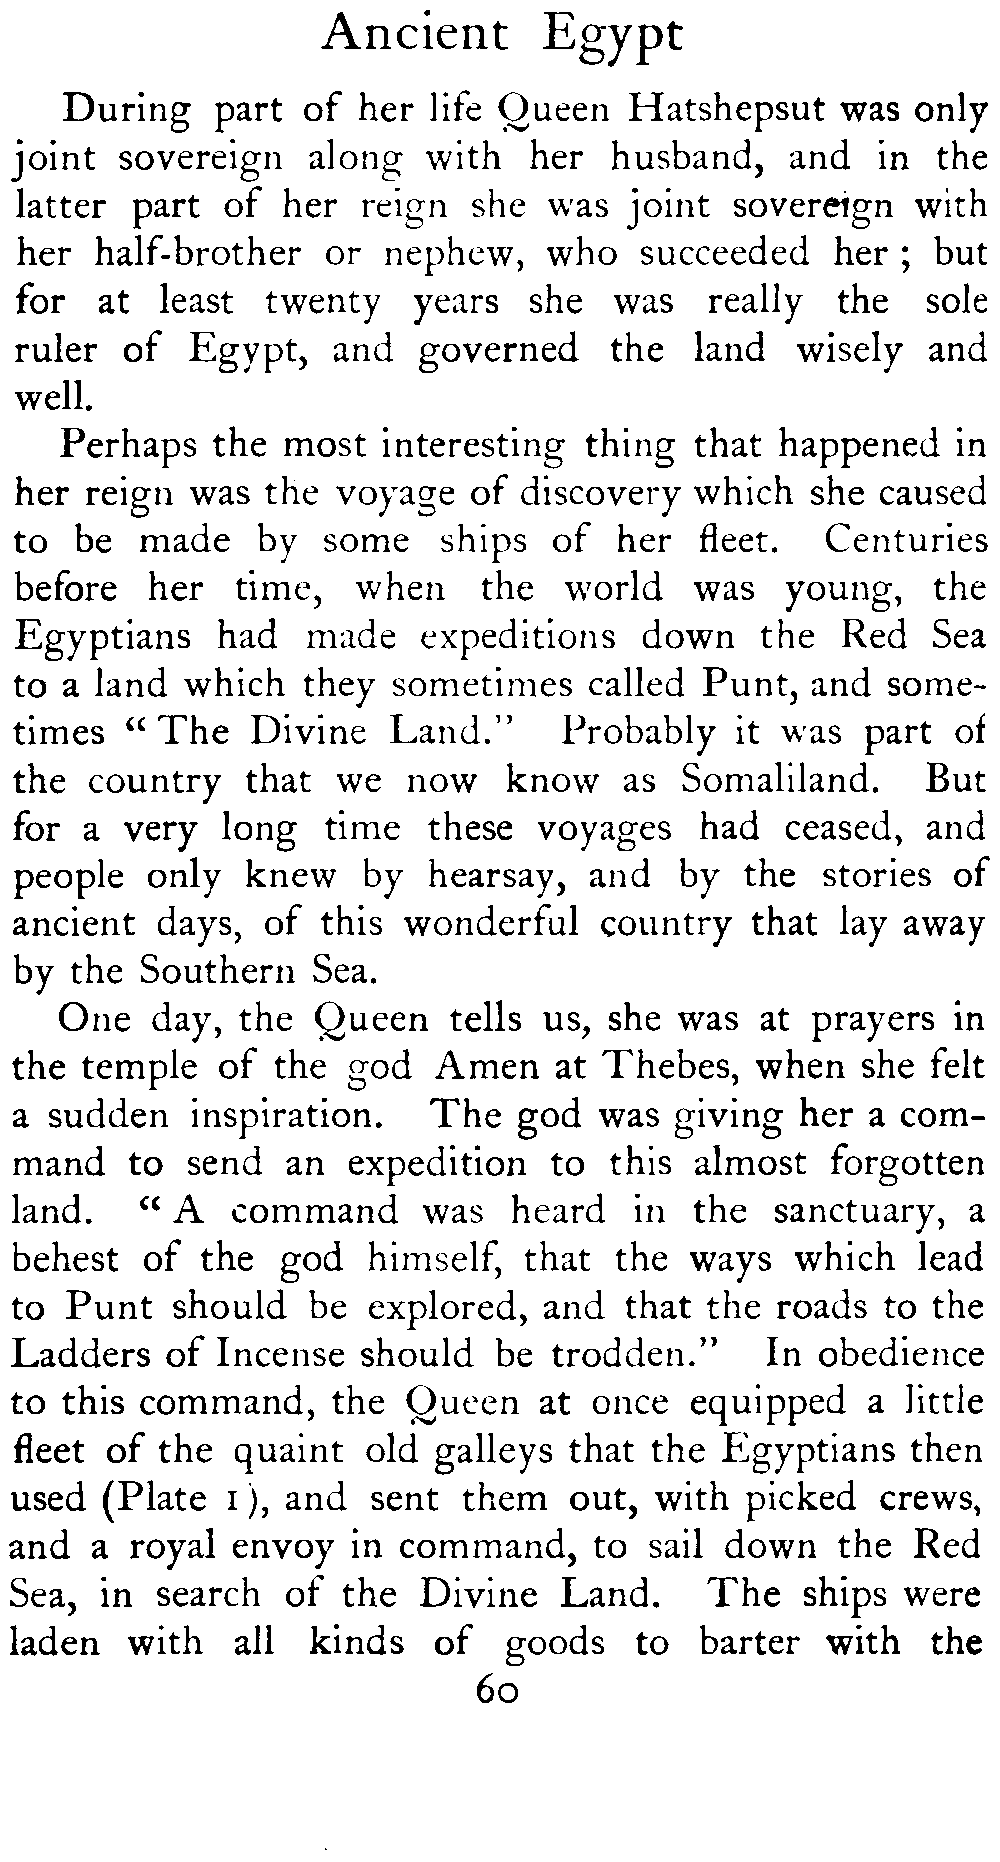 Ancient Egypt
During part of her life Queen Hatshepsut was only
joint sovereign along with her husband, and in the
latter part of her reign she was joint sovereign with
her half-brother or nephew, who succeeded her ; but
for at least twenty years she was really the sole
ruler of Egypt, and governed the land wisely and
well.
Perhaps the most interesting thing that happened in
her reign was the voyage of discovery which she caused
to be made by some ships of her fleet. Centuries
before her time, when the world was young, the
Egyptians had made expeditions down the Red Sea
to a land which they sometimes called Punt, and some-
times “ The Divine Land.” Probably it was part of
the country that we now know as Somaliland. But
for a very long time these voyages had ceased, and
people only knew by hearsay, and by the stories of
ancient days, of this wonderful country that lay away
by the Southern Sea.
One day, the Queen tells us, she was at prayers in
the temple of the god Amen at Thebes, when she felt
a sudden inspiration. The god was giving her a com-
mand to send an expedition to this almost forgotten
land. “ A command was heard in the sanctuary, a
behest of the god himself, that the ways which lead
to Punt should be explored, and that the roads to the
Ladders of Incense should be trodden.” In obedience
to this command, the Queen at once equipped a little
fleet of the quaint old galleys that the Egyptians then
used (Plate 1), and sent them out, with picked crews,
and a royal envoy in command, to sail down the Red
Sea, in search of the Divine Land. The ships were
laden with all kinds of goods to barter with the
60